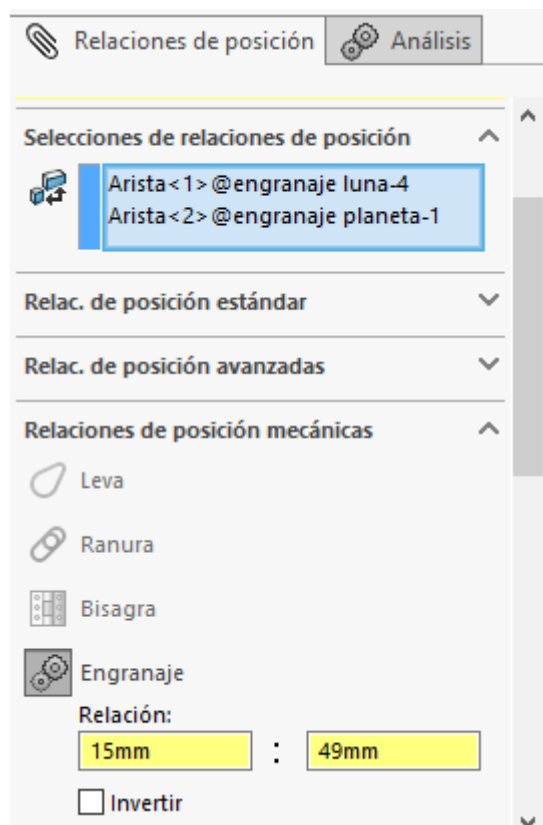 Relaciones de posición
Análisis
Selecciones de relaciones de posición
Arista<1>@engranaje luna-4
Arista<2>@engranaje planeta-1
Relac. de posición estándar
Relac. de posición avanzadas
Relaciones de posición mecánicas
Leva
Ranura
Bisagra
Engranaje
Relación:
15mm : 49mm
Invertir